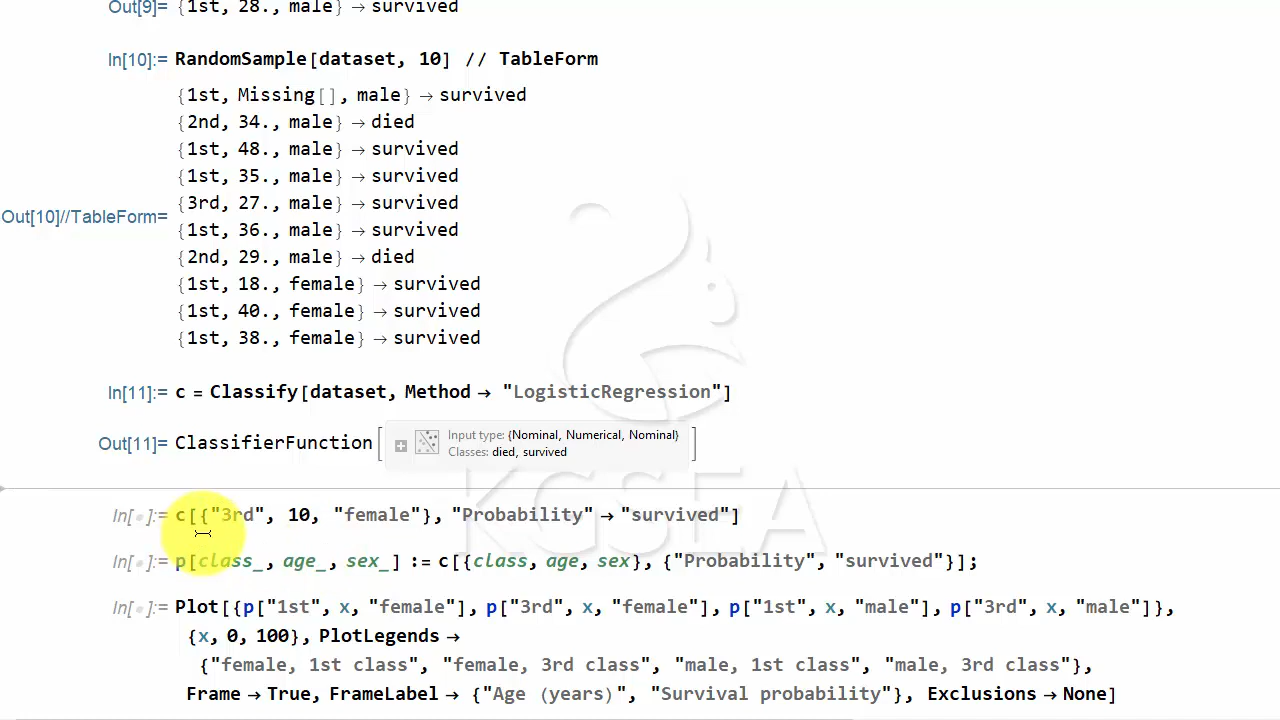 Out[9]= {1st, 28., male} → survived
In[10]:= RandomSample[dataset, 10] // TableForm
{1st, Missing[], male} → survived
{2nd, 34., male} → died
{1st, 48., male} → survived
{1st, 35., male} → survived
{3rd, 27., male} → survived
Out[10]//TableForm=
{1st, 36., male} → survived
{2nd, 29., male} → died
{1st, 18., female} → survived
{1st, 40., female} → survived
{1st, 38., female} → survived
In[11]:= c = Classify[dataset, Method → "LogisticRegression"]
Out[11]= ClassifierFunction[
Input type: {Nominal, Numerical, Nominal}
Classes: died, survived
]
KGSEA
In[]:= c[{"3rd", 10, "female"}, "Probability" → "survived"]
In[]:= p[class_, age_, sex_] := c[{class, age, sex}, {"Probability", "survived"}];
In[]:= Plot[{p["1st", x, "female"], p["3rd", x, "female"], p["1st", x, "male"], p["3rd", x, "male"]},
{x, 0, 100}, PlotLegends →
{"female, 1st class", "female, 3rd class", "male, 1st class", "male, 3rd class"},
Frame → True, FrameLabel → {"Age (years)", "Survival probability"}, Exclusions → None]